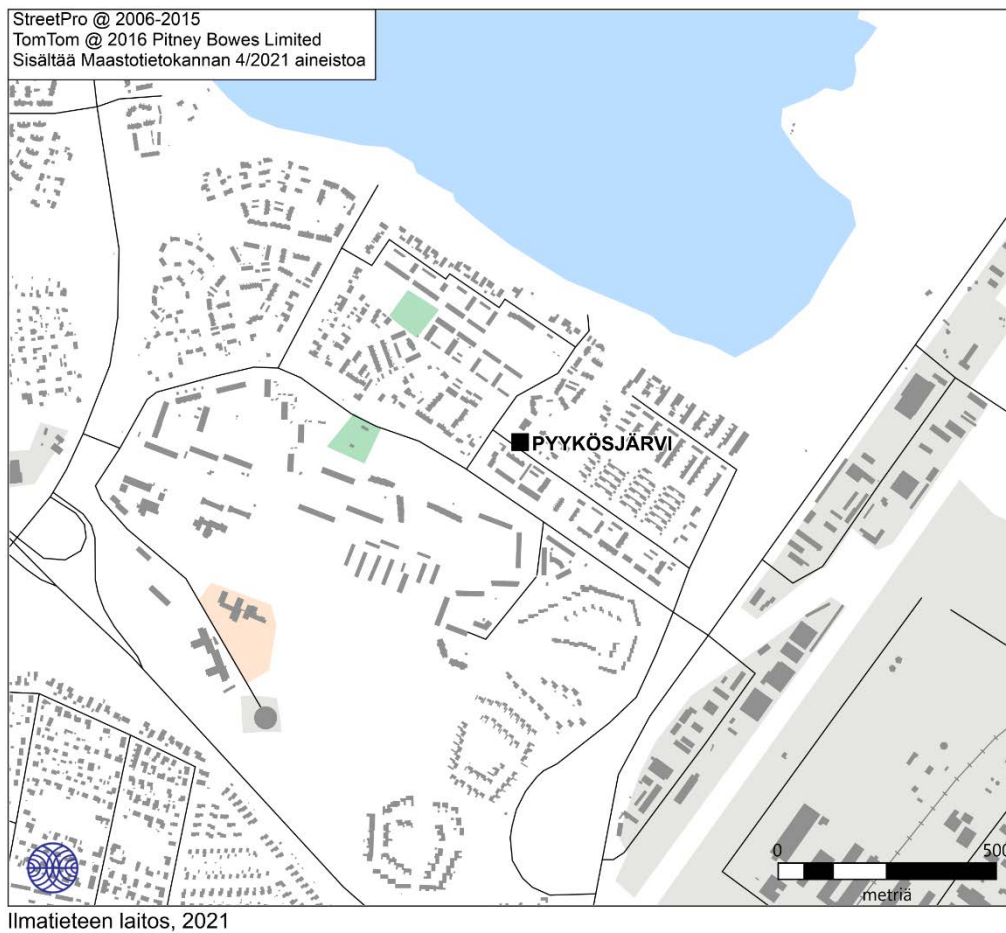 StreetPro @ 2006-2015
TomTom @ 2016 Pitney Bowes Limited
Sisältää Maastotietokannan 4/2021 aineistoa
PYYKÖSJÄRVI
0 500
metriä
Ilmatieteen laitos, 2021